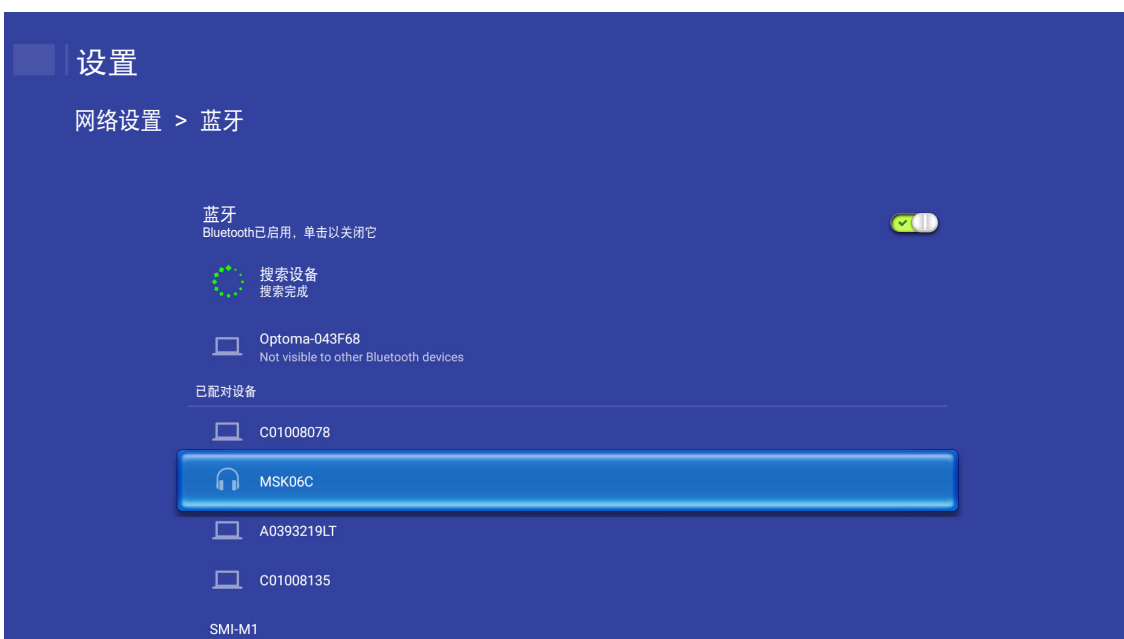 设置
网络设置 > 蓝牙
蓝牙
Bluetooth已启用，单击以关闭它
搜索设备
搜索完成
Optoma-043F68
Not visible to other Bluetooth devices
已配对设备
C01008078
MSK06C
A0393219LT
C01008135
SMI-M1